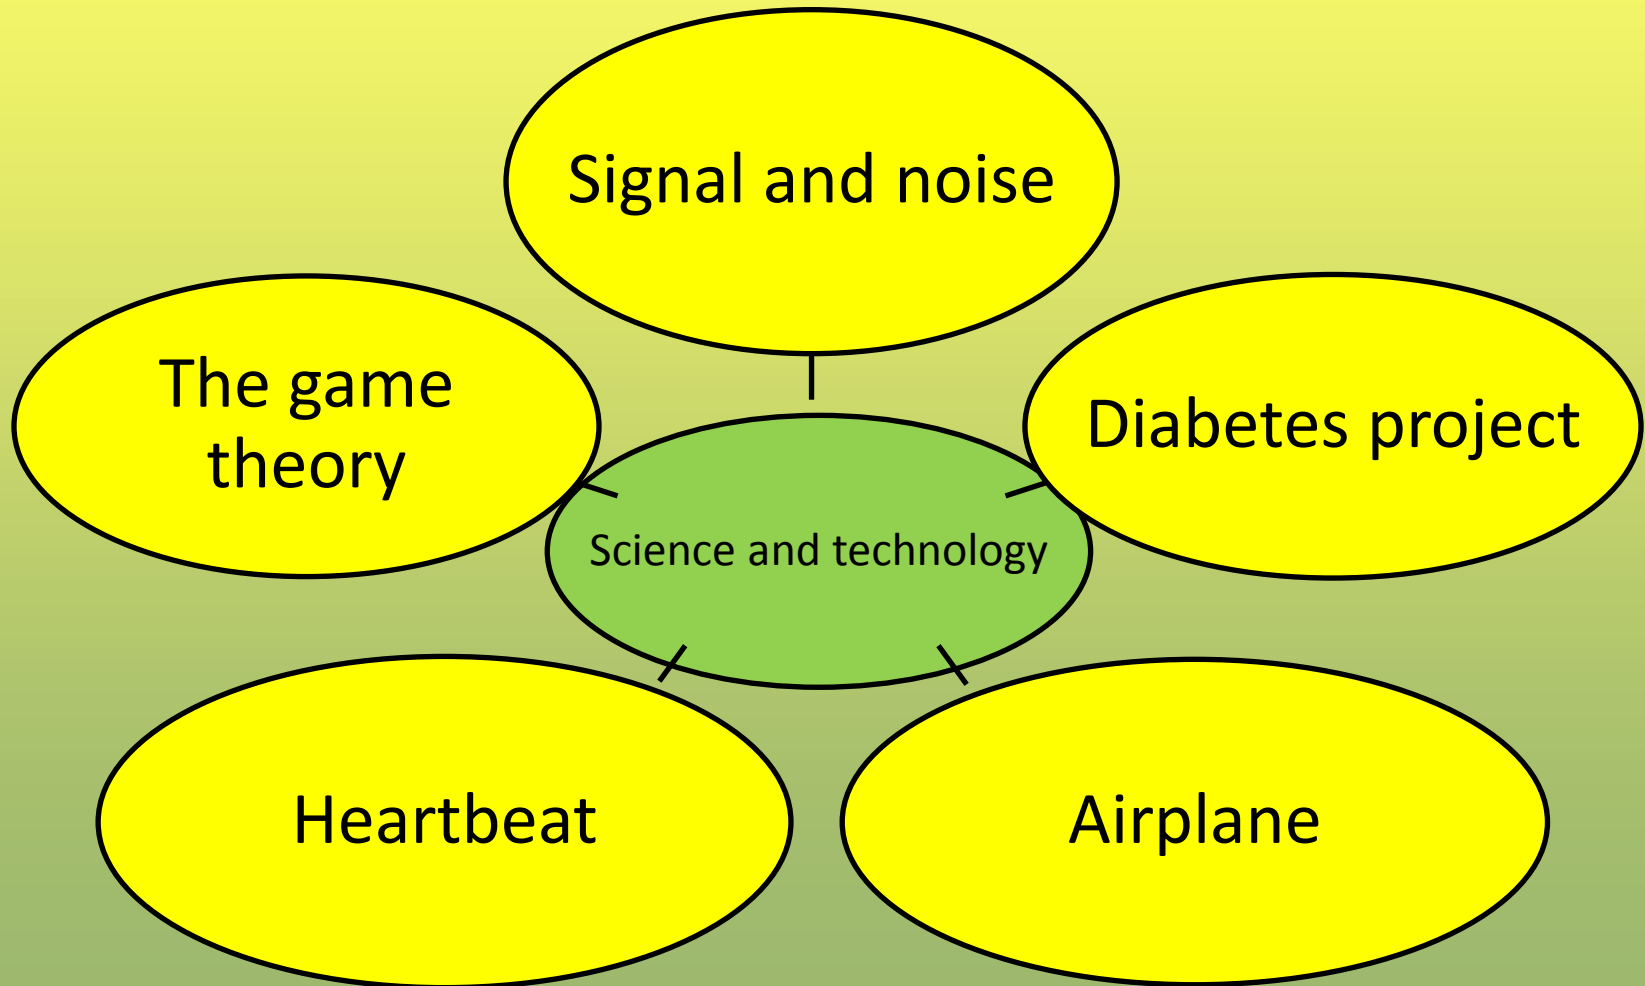 Signal and noise
The game
theory
Diabetes project
Science and technology
Heartbeat
Airplane